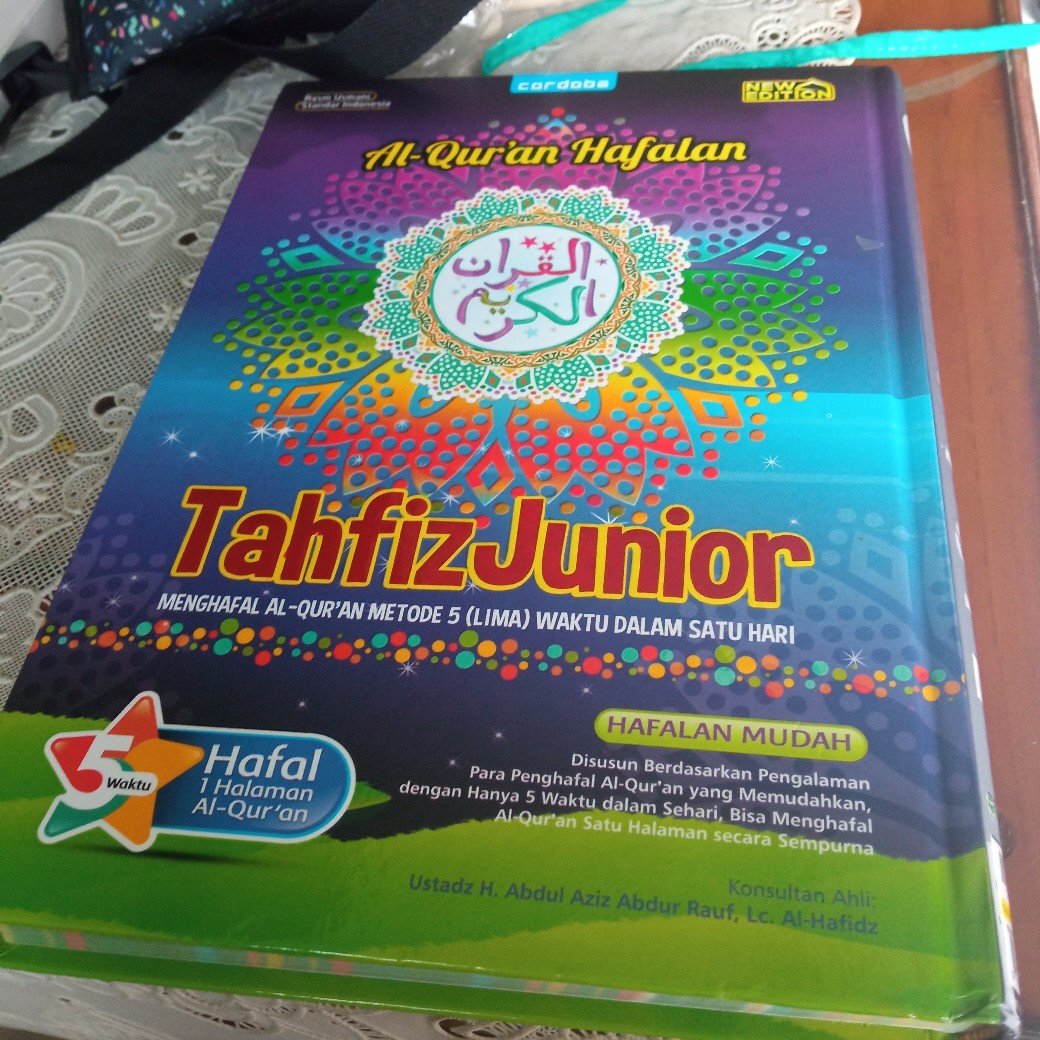 cordoba
Rasm Usmani
Standar Indonesia
NEW
EDITION
Al-Qur'an Hafalan
القرآن
الكريم
Tahfiz Junior
MENGHAFAL AL-QUR'AN METODE 5 (LIMA) WAKTU DALAM SATU HARI
5 Waktu
Hafal
1 Halaman
Al-Qur'an
HAFALAN MUDAH
Disusun Berdasarkan Pengalaman
Para Penghafal Al-Qur'an yang Memudahkan,
dengan Hanya 5 Waktu dalam Sehari, Bisa Menghafal
Al-Qur'an Satu Halaman secara Sempurna
Konsultan Ahli:
Ustadz H. Abdul Aziz Abdur Rauf, Lc. Al-Hafidz